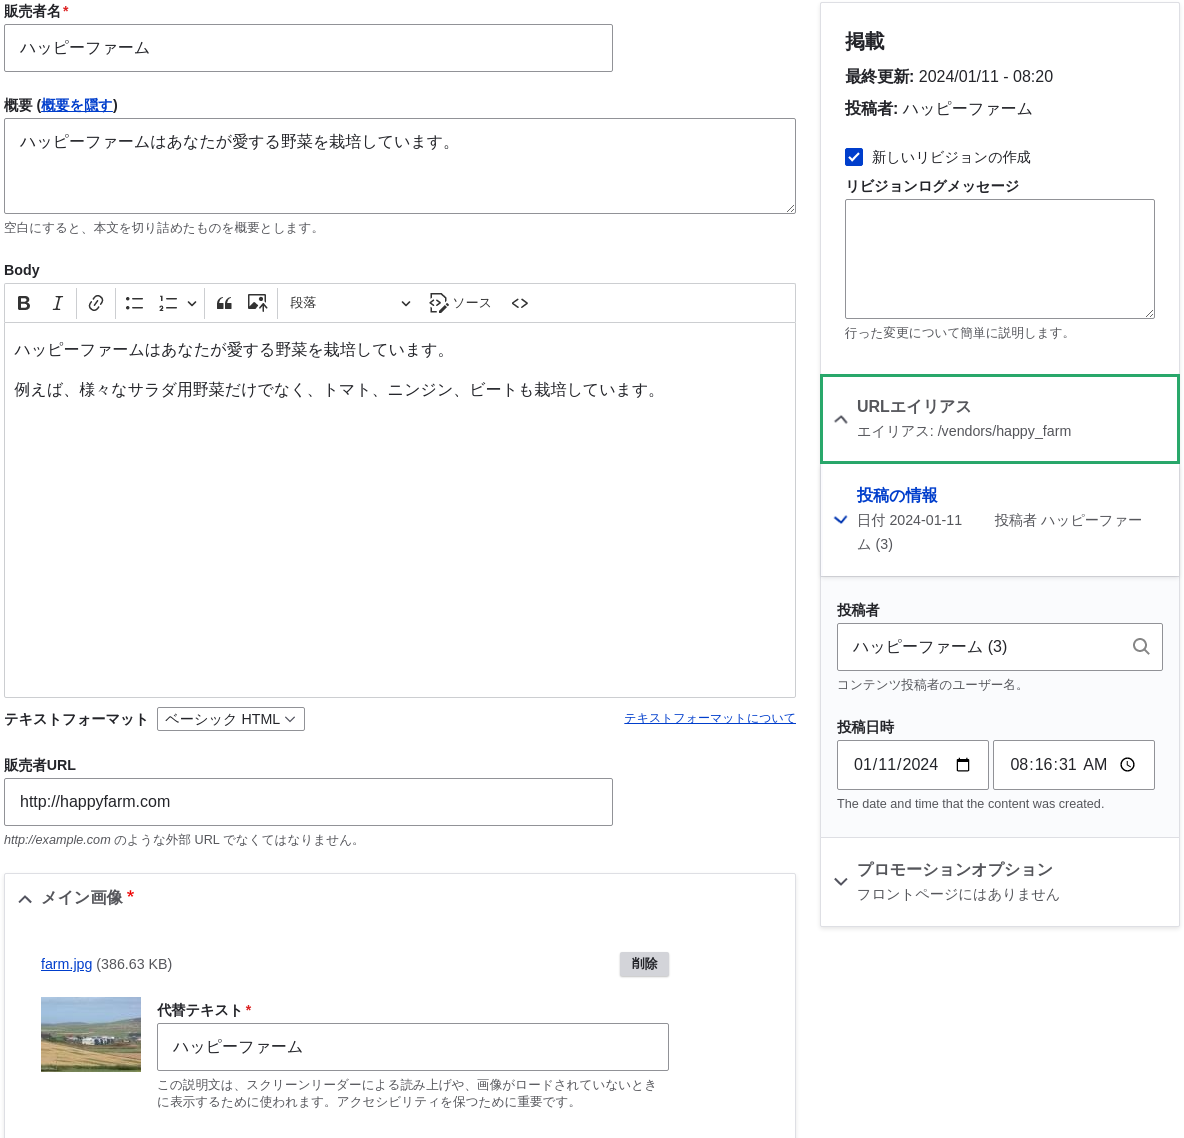 販売者名*
ハッピーファーム
概要 (概要を隠す)
ハッピーファームはあなたが愛する野菜を栽培しています。
空白にすると、本文を切り詰めたものを概要とします。
Body
B I 段落 ソース
ハッピーファームはあなたが愛する野菜を栽培しています。
例えば、様々なサラダ用野菜だけでなく、トマト、ニンジン、ビートも栽培しています。
テキストフォーマット ベーシック HTML テキストフォーマットについて
販売者URL
http://happyfarm.com
http://example.com のような外部 URL でなくてはなりません。
メイン画像*
farm.jpg (386.63 KB) 削除
代替テキスト*
ハッピーファーム
この説明文は、スクリーンリーダーによる読み上げや、画像がロードされていないとき
に表示するために使われます。アクセシビリティを保つために重要です。
掲載
最終更新: 2024/01/11 - 08:20
投稿者: ハッピーファーム
新しいリビジョンの作成
リビジョンログメッセージ
行った変更について簡単に説明します。
URLエイリアス
エイリアス: /vendors/happy_farm
投稿の情報
日付 2024-01-11 投稿者 ハッピーファー
ム (3)
投稿者
ハッピーファーム (3)
コンテンツ投稿者のユーザー名。
投稿日時
01/11/2024 08:16:31 AM
The date and time that the content was created.
プロモーションオプション
フロントページにはありません